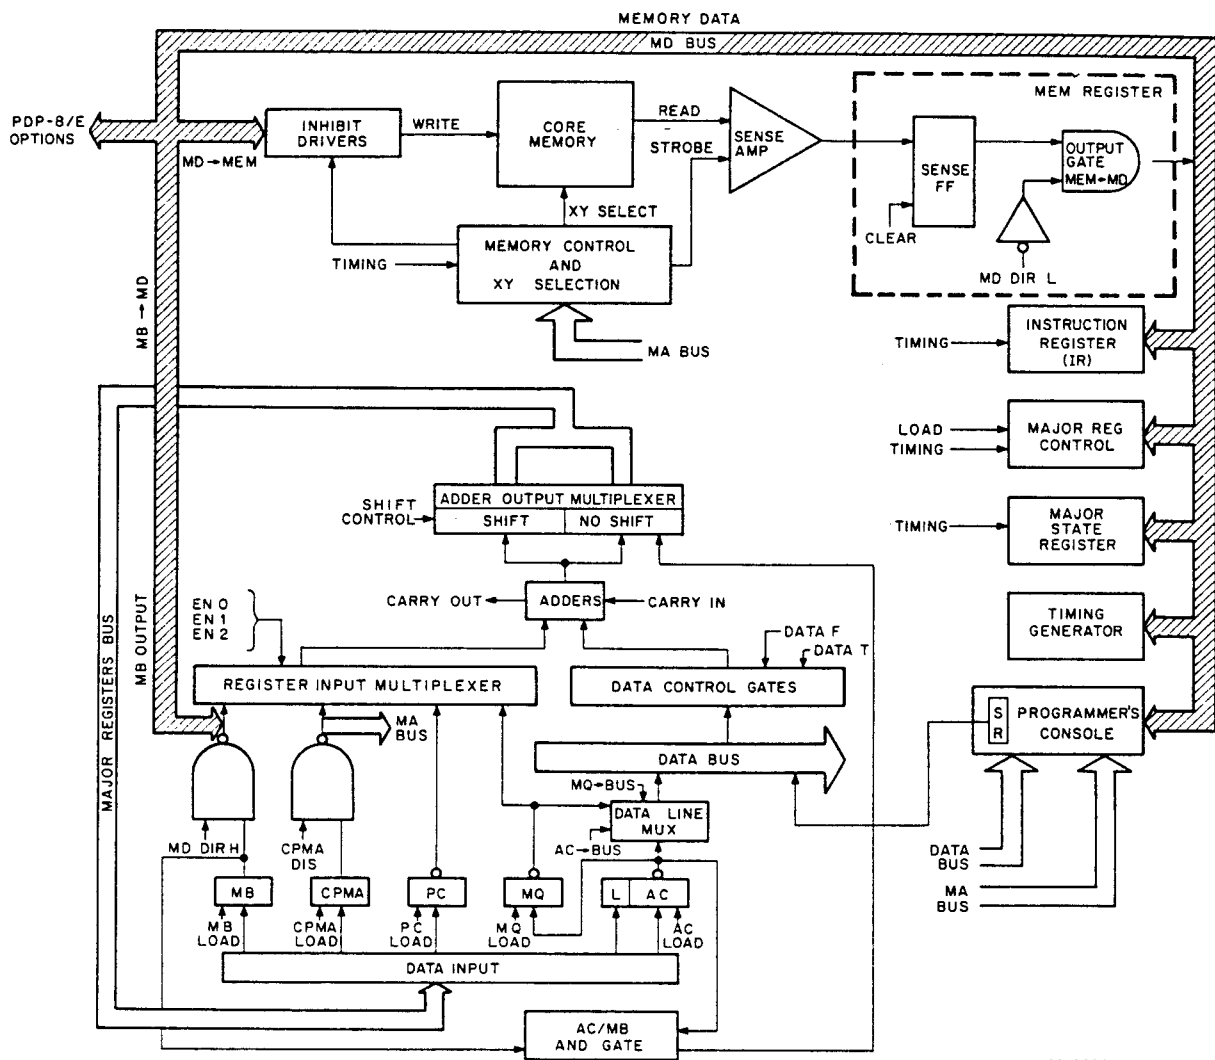 MEMORY DATA
MD BUS
MEM REGISTER
PDP-8/E
OPTIONS
INHIBIT
DRIVERS
WRITE
CORE
MEMORY
READ
STROBE
SENSE
AMP
SENSE
FF
OUTPUT
GATE
MEM→MD
MD→MEM
CLEAR
MD DIR L
XY SELECT
TIMING
MEMORY CONTROL
AND
XY SELECTION
MA BUS
MB→MD
TIMING
INSTRUCTION
REGISTER
(IR)
LOAD
TIMING
MAJOR REG
CONTROL
SHIFT
CONTROL
ADDER OUTPUT MULTIPLEXER
SHIFT
NO SHIFT
TIMING
MAJOR
STATE
REGISTER
CARRY OUT
ADDERS
CARRY IN
TIMING
GENERATOR
EN 0
EN 1
EN 2
DATA F
DATA T
MAJOR REGISTERS BUS
MB OUTPUT
REGISTER INPUT MULTIPLEXER
DATA CONTROL GATES
MA
BUS
S
R
PROGRAMMER'S
CONSOLE
DATA BUS
MQ→BUS
DATA LINE
MUX
AC→BUS
MD DIR H
CPMA
DIS
DATA
BUS
MA
BUS
MB
CPMA
PC
MQ
L
AC
MB
LOAD
CPMA
LOAD
PC
LOAD
MQ
LOAD
AC
LOAD
DATA INPUT
AC/MB
AND GATE